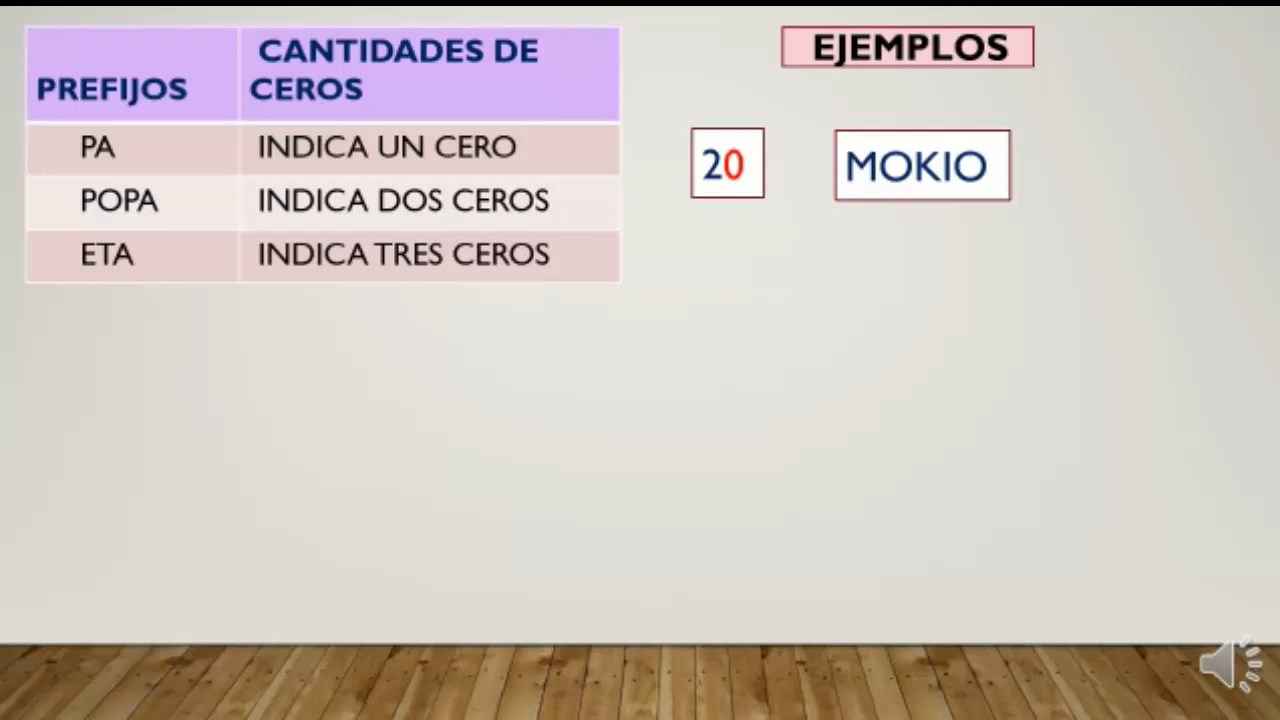 PREFIJOS
CANTIDADES DE
CEROS
PA
INDICA UN CERO
POPA
INDICA DOS CEROS
ETA
INDICA TRES CEROS
EJEMPLOS
20
MOKIO